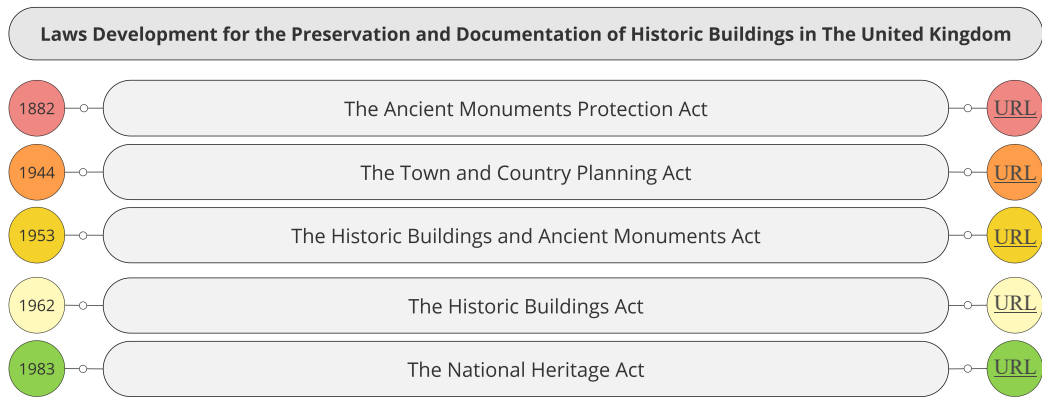 Laws Development for the Preservation and Documentation of Historic Buildings in The United Kingdom
1882 The Ancient Monuments Protection Act URL
1944 The Town and Country Planning Act URL
1953 The Historic Buildings and Ancient Monuments Act URL
1962 The Historic Buildings Act URL
1983 The National Heritage Act URL